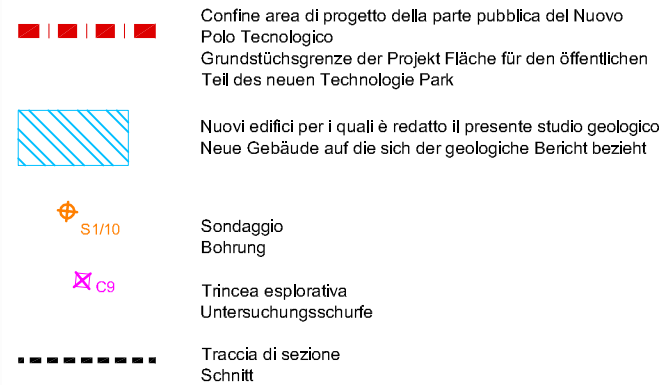 Confine area di progetto della parte pubblica del Nuovo
Polo Tecnologico
Grundstüchsgrenze der Projekt Fläche für den öffentlichen
Teil des neuen Technologie Park
Nuovi edifici per i quali è redatto il presente studio geologico
Neue Gebäude auf die sich der geologiche Bericht bezieht
S1/10
Sondaggio
Bohrung
C9
Trincea esplorativa
Untersuchungsschurfe
Traccia di sezione
Schnitt